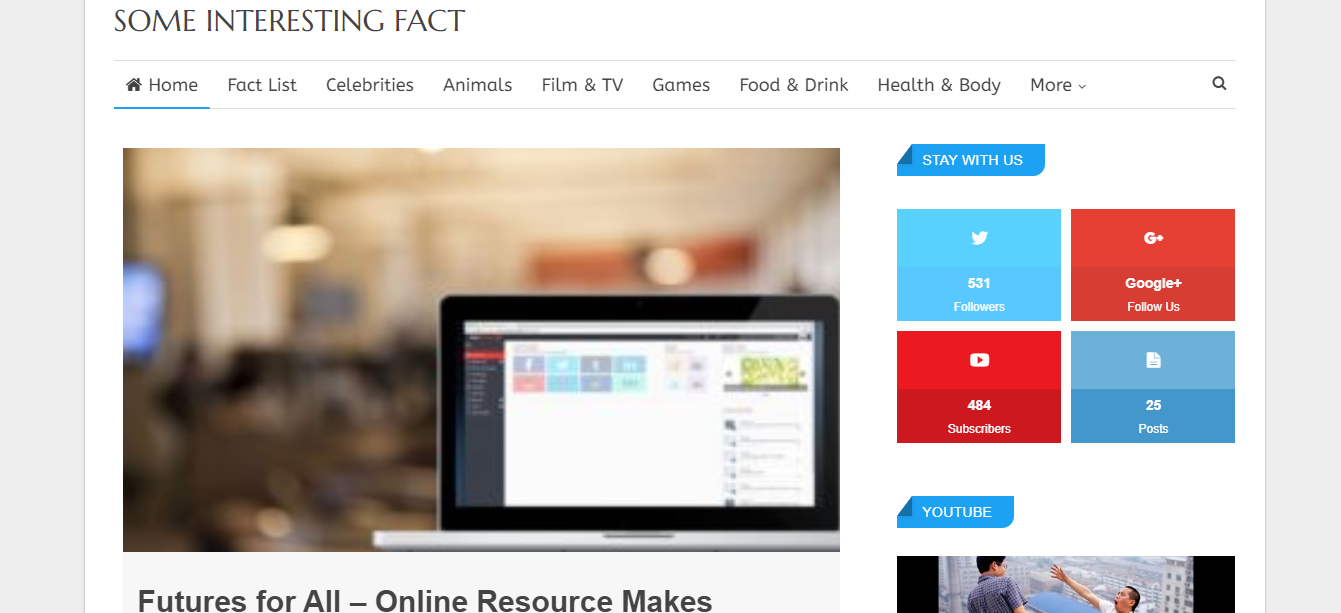 SOME INTERESTING FACT
Home Fact List Celebrities Animals Film & TV Games Food & Drink Health & Body More
STAY WITH US
531
Followers
Google+
Follow Us
484
Subscribers
25
Posts
YOUTUBE
Futures for All – Online Resource Makes